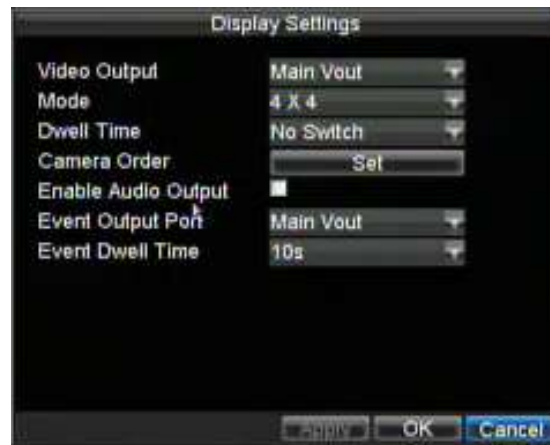 Display Settings
Video Output Main Vout
Mode 4 X 4
Dwell Time No Switch
Camera Order Set
Enable Audio Output
Event Output Port Main Vout
Event Dwell Time 10s
Apply OK Cancel